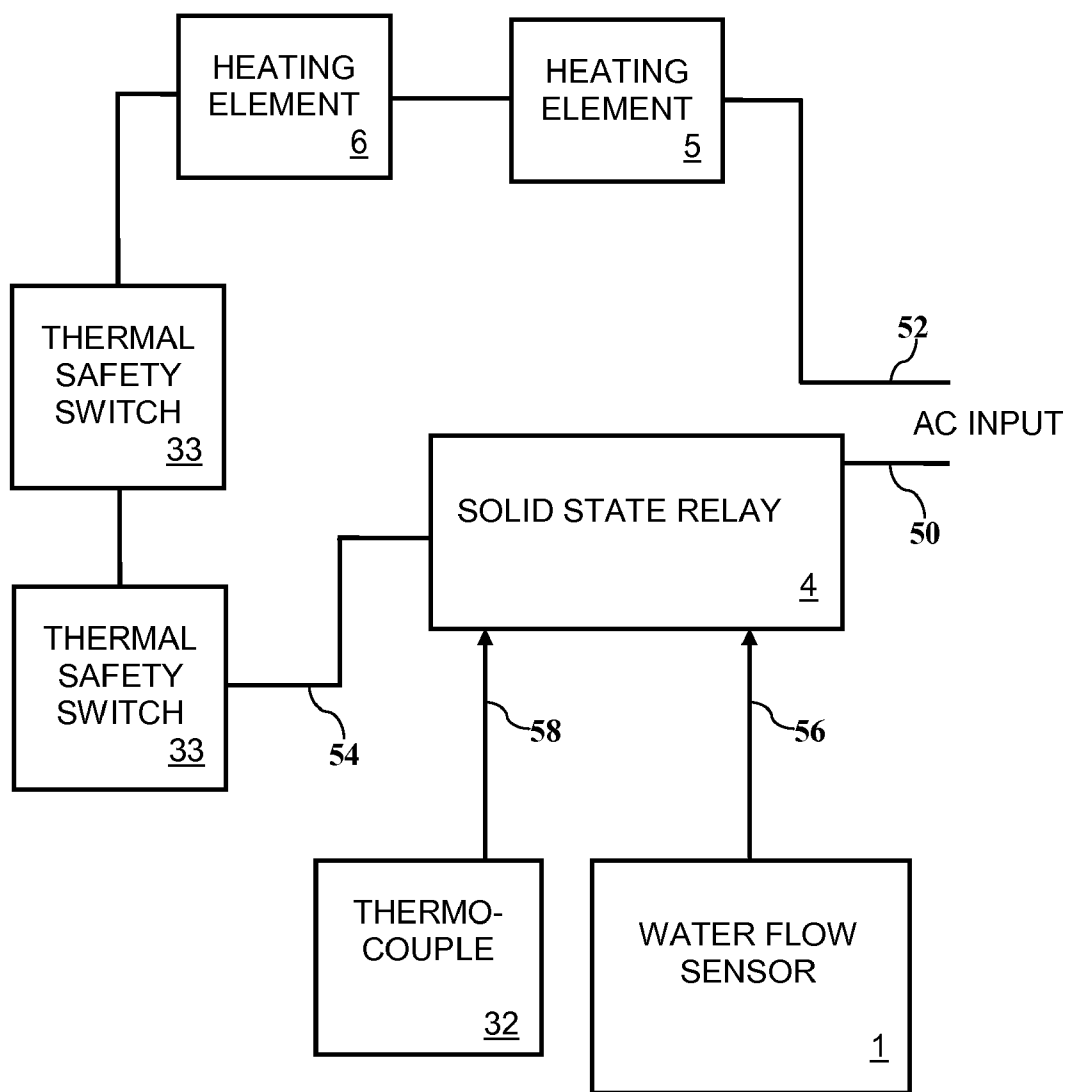 HEATING
ELEMENT
6
HEATING
ELEMENT
5
THERMAL
SAFETY
SWITCH
33
52
AC INPUT
50
SOLID STATE RELAY
4
THERMAL
SAFETY
SWITCH
33
54
58
56
THERMO-
COUPLE
32
WATER FLOW
SENSOR
1